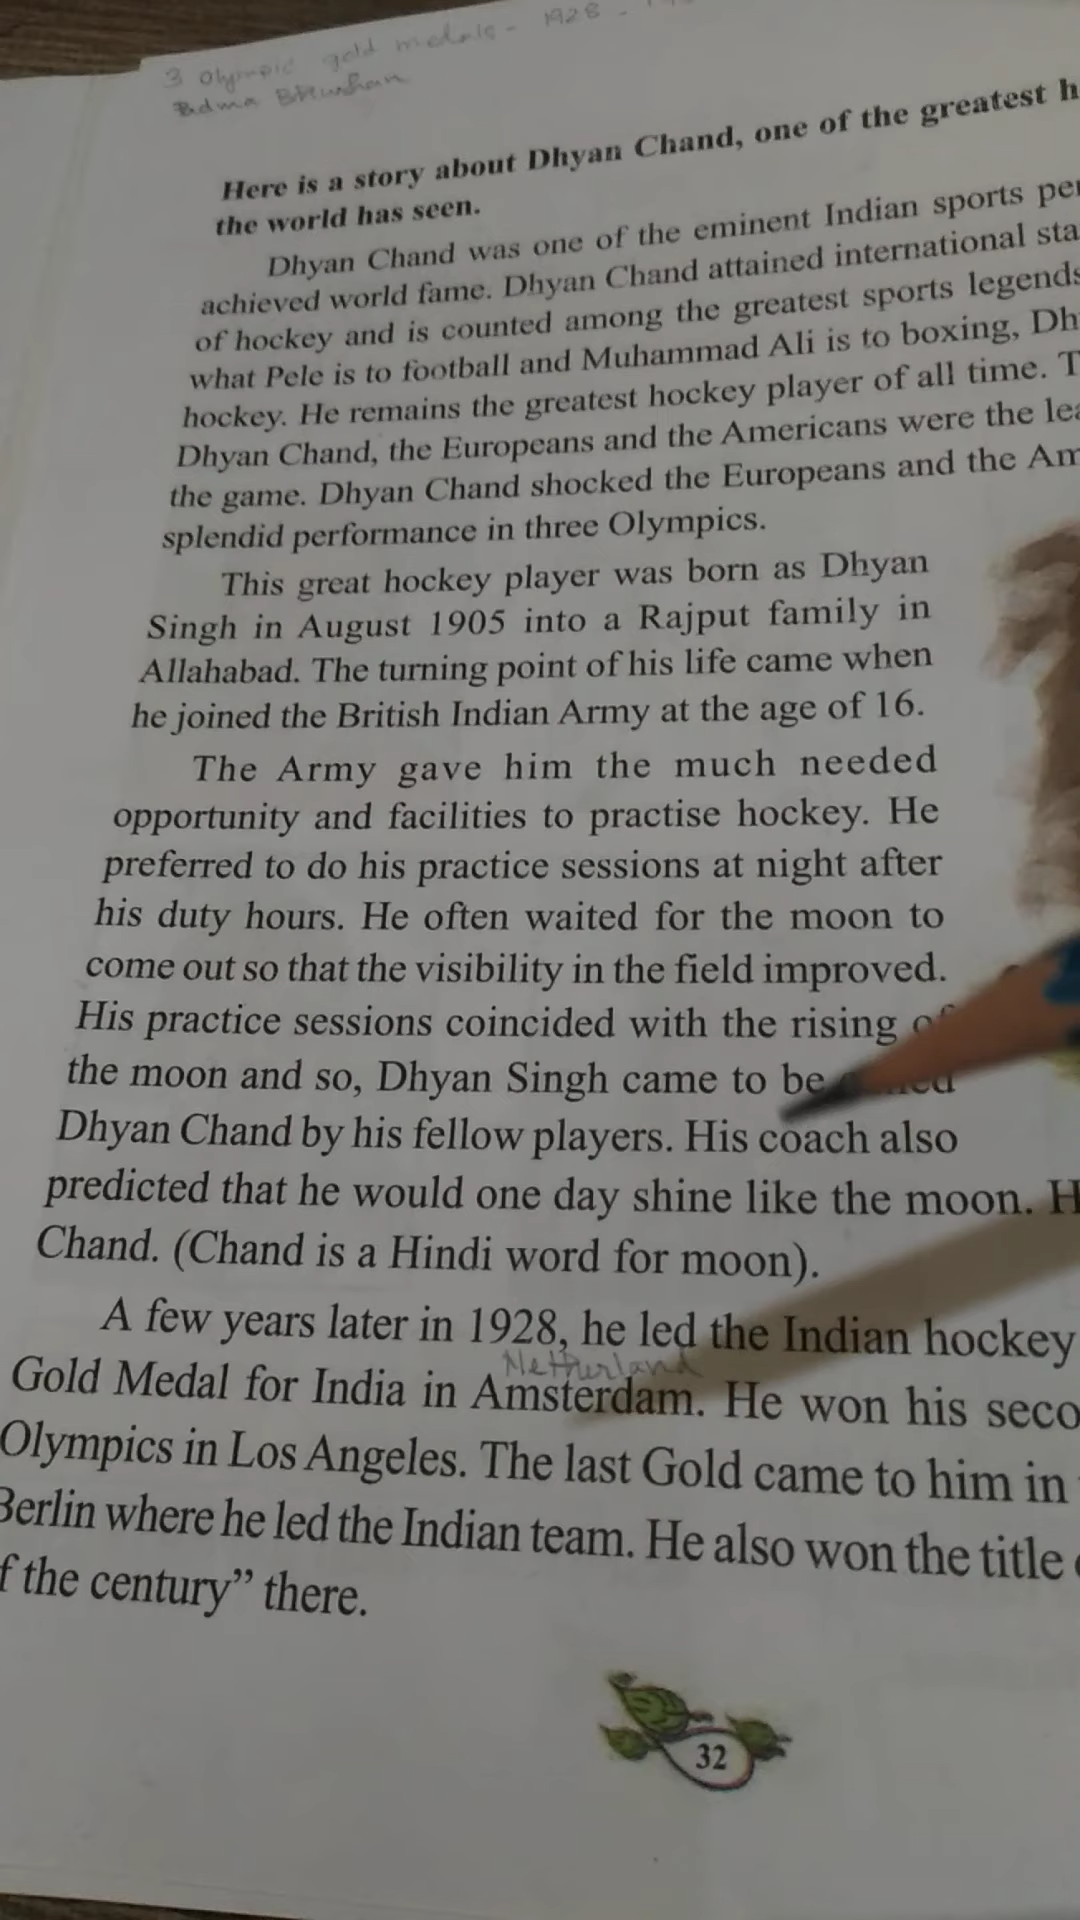 3 Olympic gold medals - 1928 -
Padma Bhushan
Here is a story about Dhyan Chand, one of the greatest h
the world has seen.
Dhyan Chand was one of the eminent Indian sports per
achieved world fame. Dhyan Chand attained international sta
of hockey and is counted among the greatest sports legends
what Pele is to football and Muhammad Ali is to boxing, Dh
hockey. He remains the greatest hockey player of all time. T
Dhyan Chand, the Europeans and the Americans were the lea
the game. Dhyan Chand shocked the Europeans and the Am
splendid performance in three Olympics.
This great hockey player was born as Dhyan
Singh in August 1905 into a Rajput family in
Allahabad. The turning point of his life came when
he joined the British Indian Army at the age of 16.
The Army gave him the much needed
opportunity and facilities to practise hockey. He
preferred to do his practice sessions at night after
his duty hours. He often waited for the moon to
come out so that the visibility in the field improved.
His practice sessions coincided with the rising of
the moon and so, Dhyan Singh came to be
Dhyan Chand by his fellow players. His coach also
predicted that he would one day shine like the moon. H
Chand. (Chand is a Hindi word for moon).
A few years later in 1928, he led the Indian hockey
Netherland
Gold Medal for India in Amsterdam. He won his seco
Olympics in Los Angeles. The last Gold came to him in
Berlin where he led the Indian team. He also won the title
f the century” there.
32